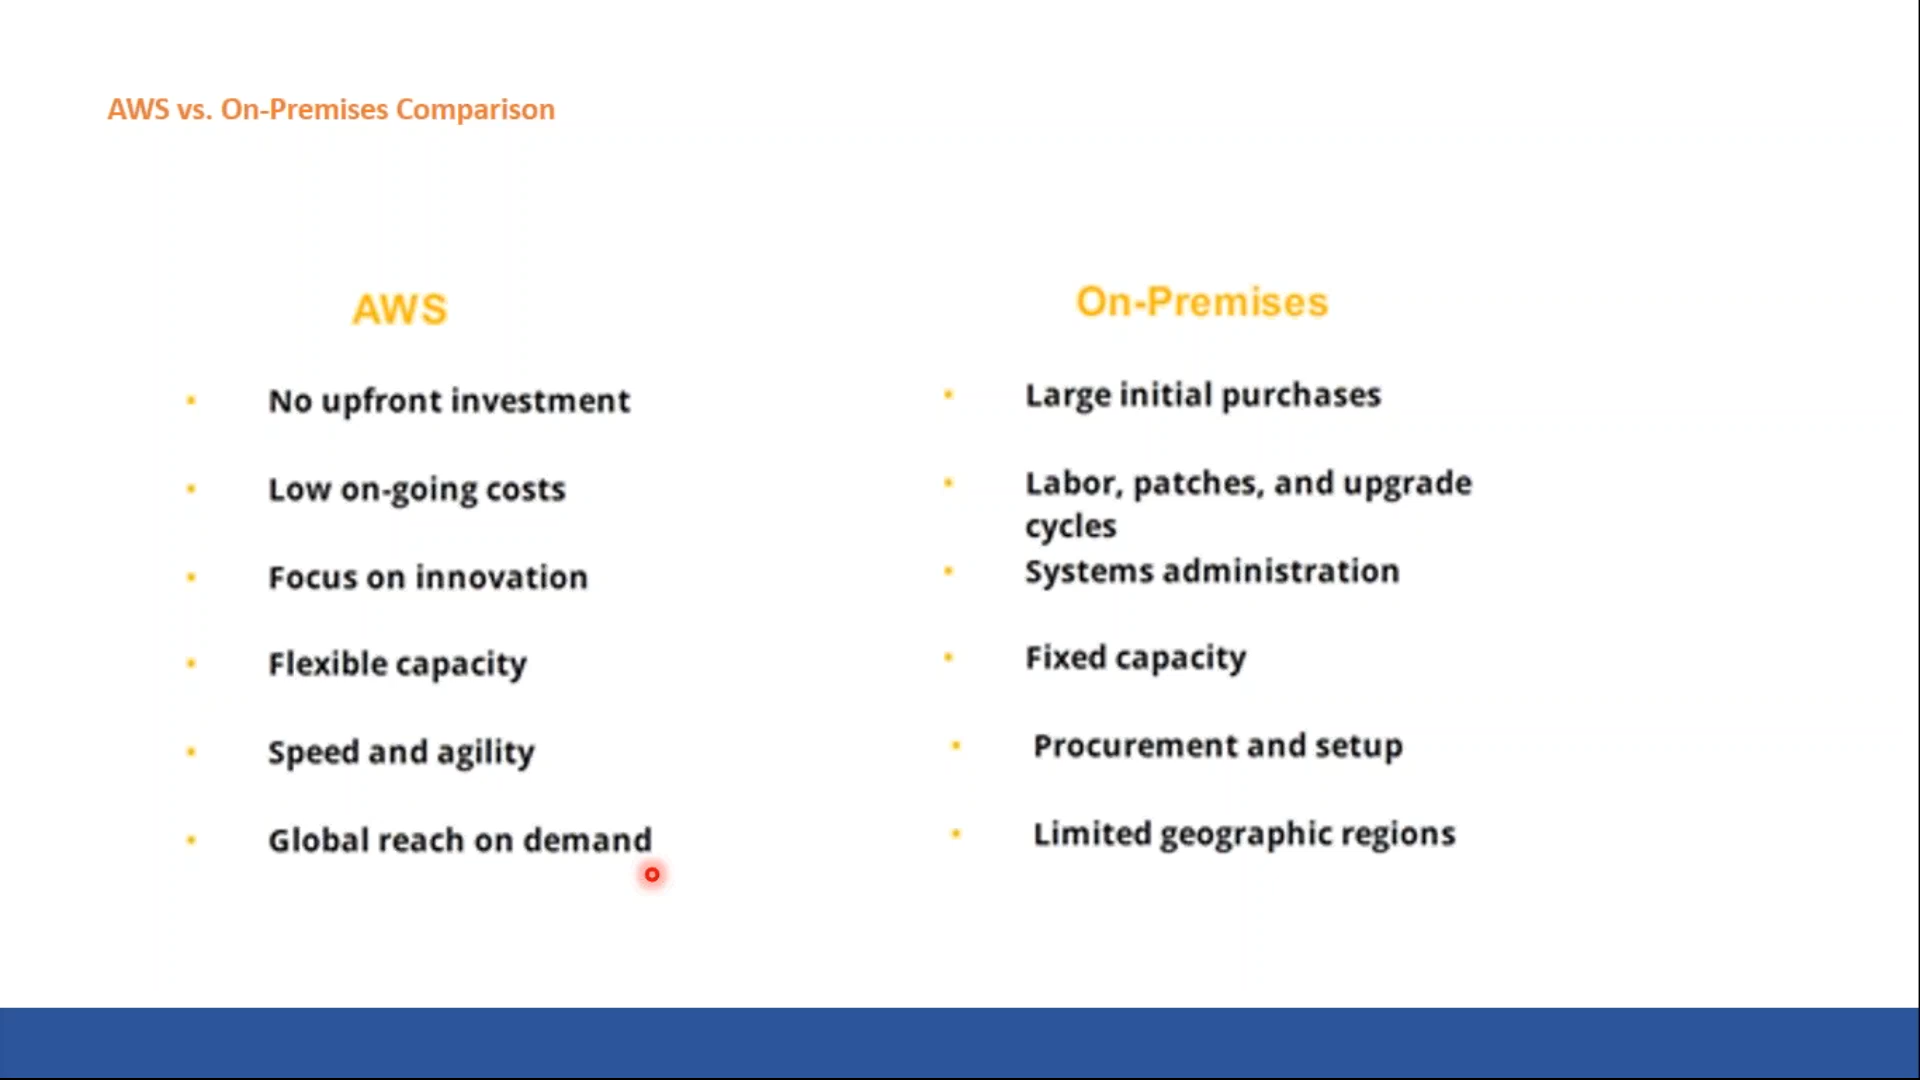 AWS vs. On-Premises Comparison
AWS
No upfront investment
Low on-going costs
Focus on innovation
Flexible capacity
Speed and agility
Global reach on demand
On-Premises
Large initial purchases
Labor, patches, and upgrade
cycles
Systems administration
Fixed capacity
Procurement and setup
Limited geographic regions